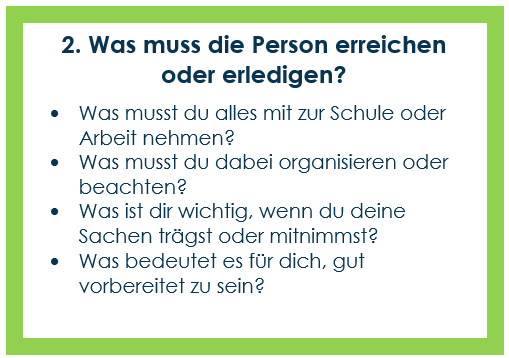 2. Was muss die Person erreichen
oder erledigen?
• Was musst du alles mit zur Schule oder
Arbeit nehmen?
• Was musst du dabei organisieren oder
beachten?
• Was ist dir wichtig, wenn du deine
Sachen trägst oder mitnimmst?
• Was bedeutet es für dich, gut
vorbereitet zu sein?